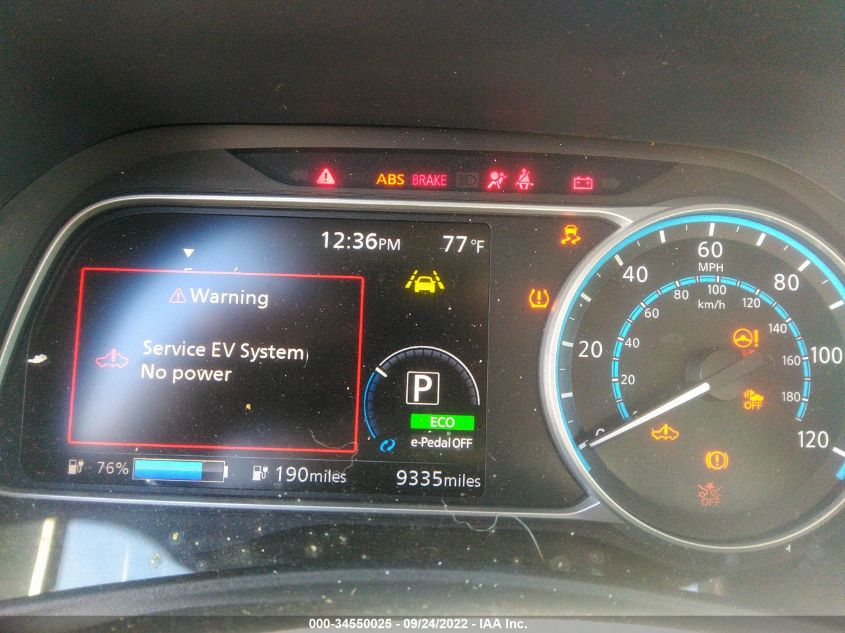 ABS BRAKE
12:36PM 77°F
Warning
Service EV System
No power
P
ECO
e-Pedal OFF
76% 190miles 9335miles
20 40 60 80 100 120
MPH
km/h
20 40 60 80 100 120 140 160 180
OFF
OFF
000-34550025 - 09/24/2022 - IAA Inc.